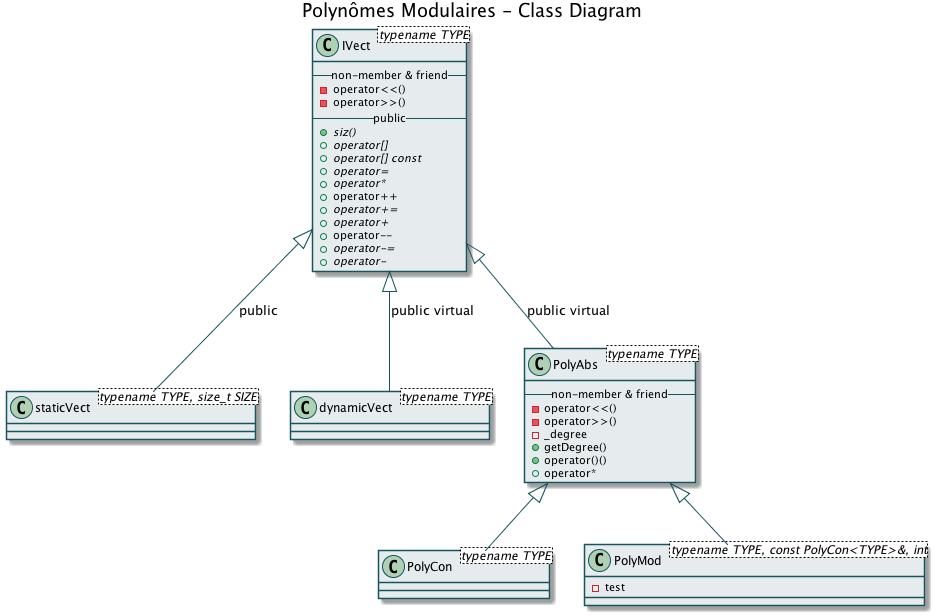 Polynômes Modulaires - Class Diagram
C IVect
typename TYPE
non-member & friend
operator<<()
operator>>()
public
siz()
operator[]
operator[] const
operator=
operator*
operator++
operator+=
operator+
operator--
operator-=
operator-
public
public virtual
public virtual
C staticVect
typename TYPE, size_t SIZE
C dynamicVect
typename TYPE
C PolyAbs
typename TYPE
non-member & friend
operator<<()
operator>>()
_degree
getDegree()
operator()()
operator*
C PolyCon
typename TYPE
C PolyMod
typename TYPE, const PolyCon<TYPE>&, int
test